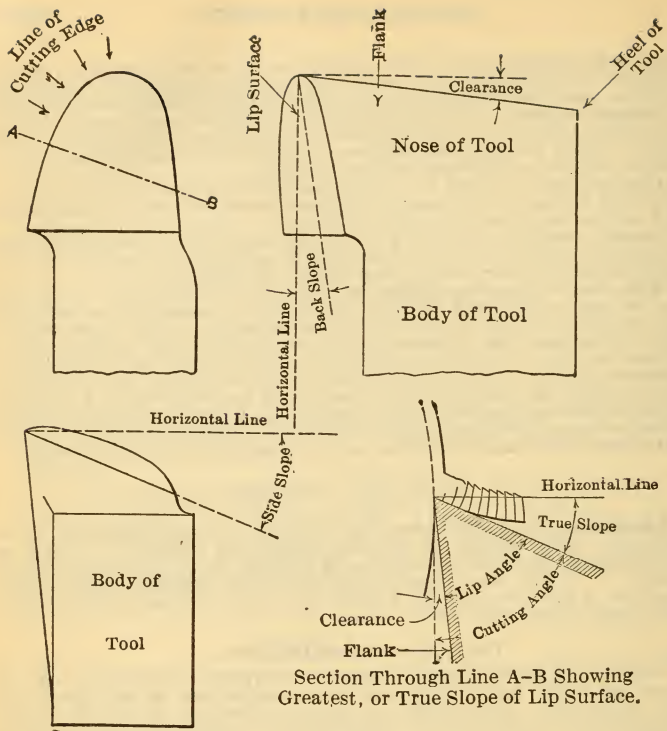 Line of
Cutting Edge
A
B
Lip Surface
Flank
Clearance
Heel of
Tool
Nose of Tool
Back Slope
Horizontal Line
Body of Tool
Horizontal Line
Side Slope
Body of
Tool
Horizontal Line
True Slope
Lip Angle
Cutting Angle
Clearance
Flank
Section Through Line A-B Showing
Greatest, or True Slope of Lip Surface.